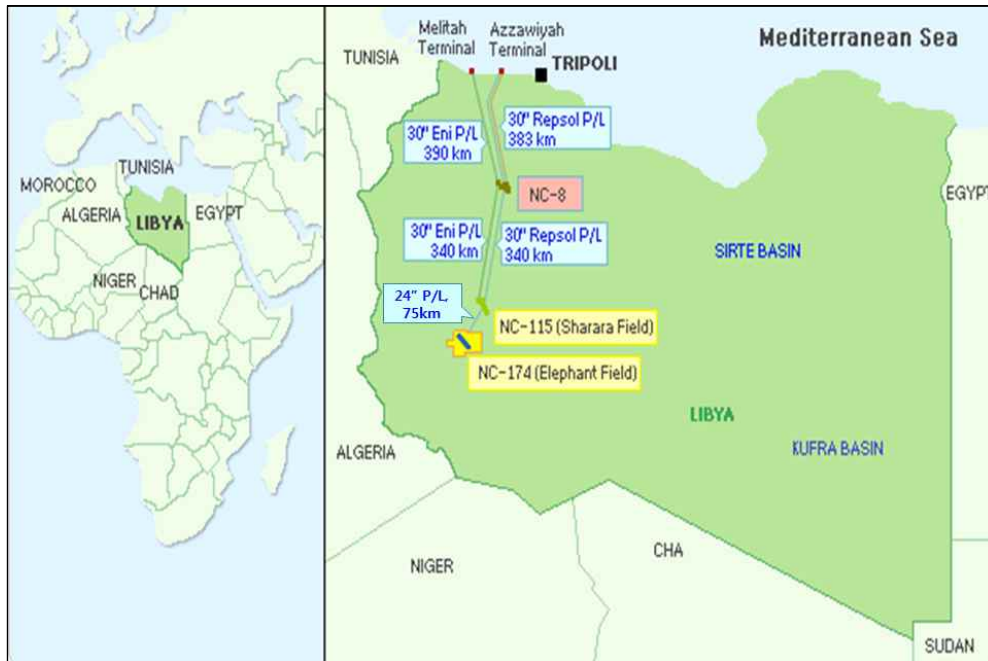 MOROCCO
TUNISIA
ALGERIA
LIBYA
EGYPT
NIGER
CHAD
Melitah
Terminal
Azzawiyah
Terminal
TUNISIA
TRIPOLI
Mediterranean Sea
30" Eni P/L
390 km
30" Repsol P/L
383 km
NC-8
EGYPT
30" Eni P/L
340 km
30" Repsol P/L
340 km
SIRTE BASIN
24" P/L,
75km
NC-115 (Sharara Field)
NC-174 (Elephant Field)
LIBYA
ALGERIA
KUFRA BASIN
NIGER
CHA
SUDAN